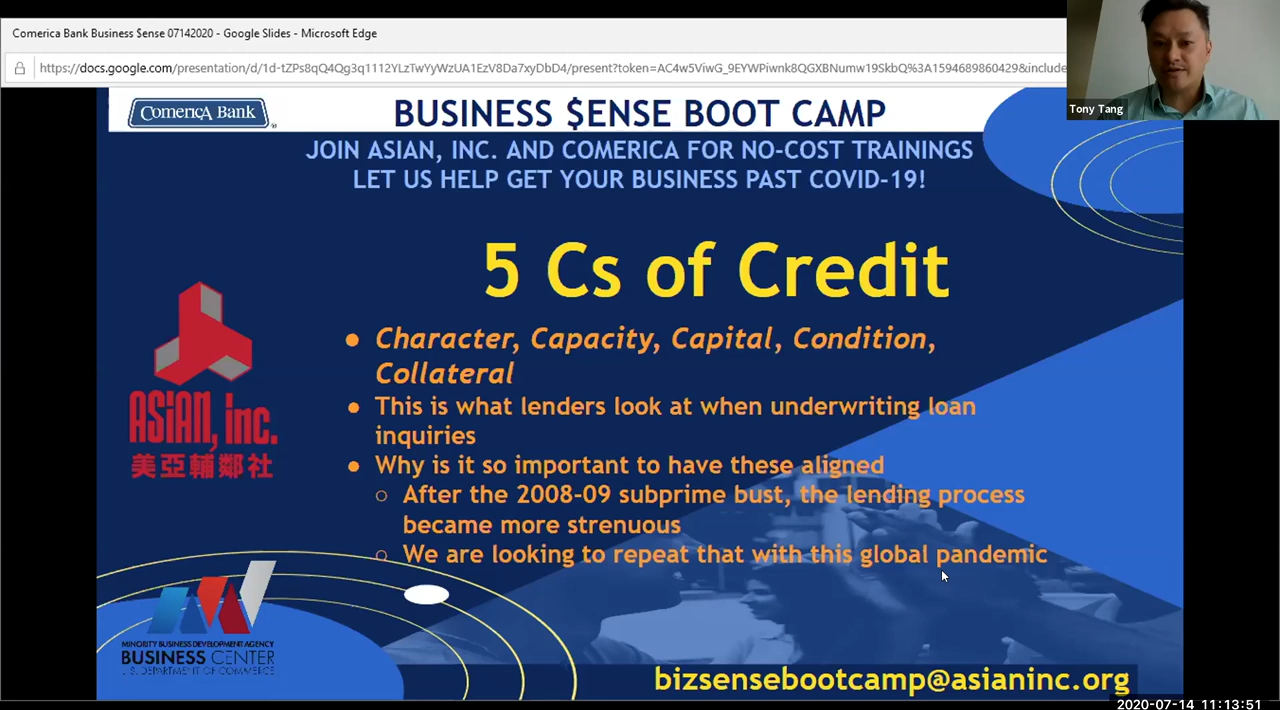 Comerica Bank Business $ense 07142020 - Google Slides - Microsoft Edge
https://docs.google.com/presentation/d/1d-tZPs8qQ4Qg3q1112YLzTwYyWzUA1EzV8Da7xyDbD4/present?token=AC4w5ViwG_9EYWPiwnk8QGXBNumw19SkbQ%3A1594689860429&include
Tony Tang
ComericA Bank
BUSINESS $ENSE BOOT CAMP
JOIN ASIAN, INC. AND COMERICA FOR NO-COST TRAININGS
LET US HELP GET YOUR BUSINESS PAST COVID-19!
5 Cs of Credit
● Character, Capacity, Capital, Condition,
Collateral
● This is what lenders look at when underwriting loan
inquiries
● Why is it so important to have these aligned
○ After the 2008-09 subprime bust, the lending process
became more strenuous
○ We are looking to repeat that with this global pandemic
ASiAN, inc.
美亞輔鄰社
MINORITY BUSINESS DEVELOPMENT AGENCY
BUSINESS CENTER
U.S. DEPARTMENT OF COMMERCE
bizsensebootcamp@asianinc.org
2020-07-14 11:13:51